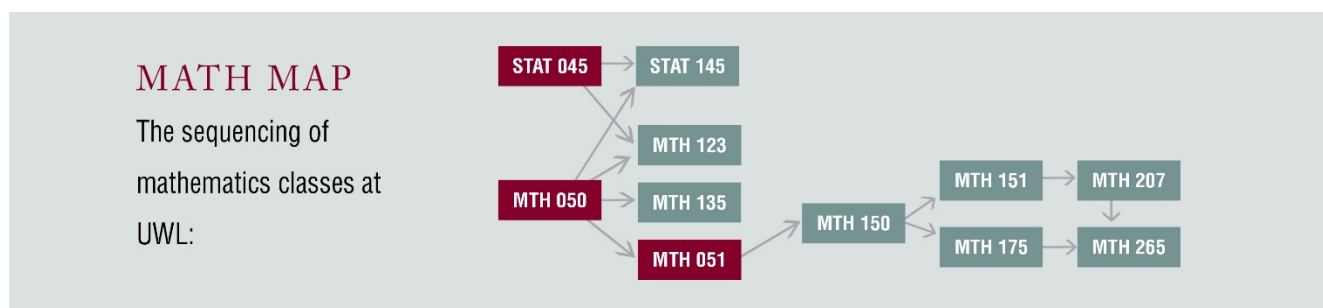 MATH MAP
The sequencing of
mathematics classes at
UWL:
STAT 045
STAT 145
MTH 123
MTH 050
MTH 135
MTH 051
MTH 150
MTH 151
MTH 207
MTH 175
MTH 265